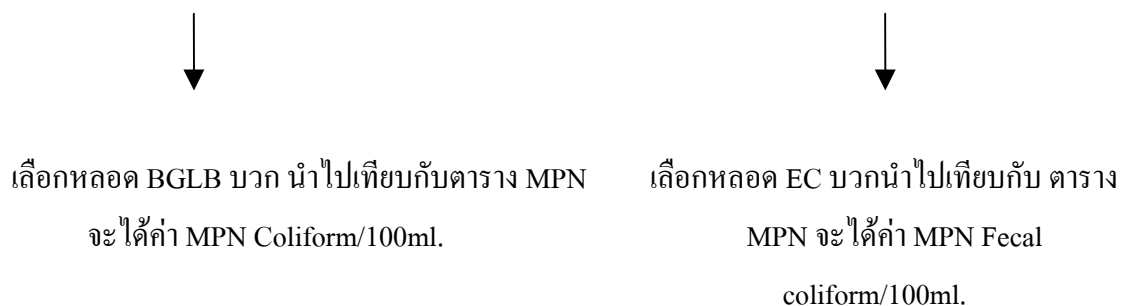 เลือกหลอด BGLB บวก นำไปเทียบกับตาราง MPN
จะได้ค่า MPN Coliform/100ml.
เลือกหลอด EC บวกนำไปเทียบกับ ตาราง
MPN จะได้ค่า MPN Fecal
coliform/100ml.